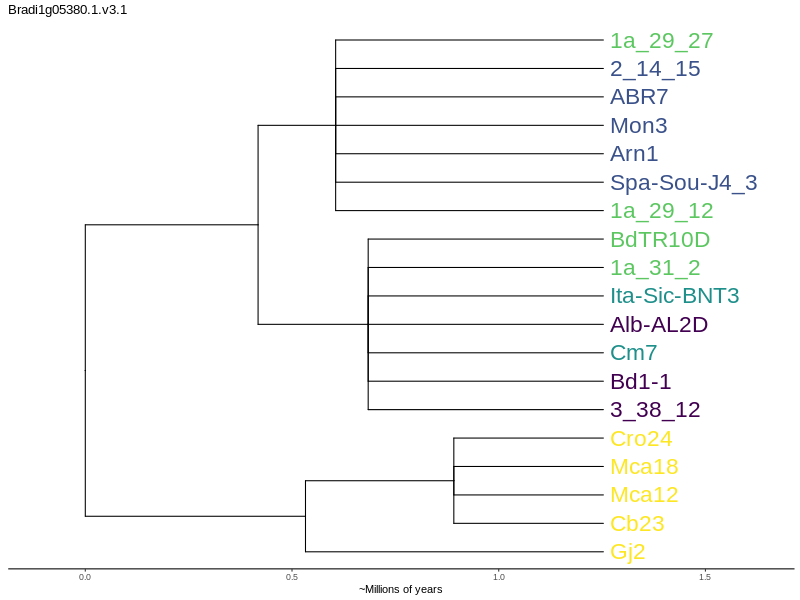 Bradi1g05380.1.v3.1
1a_29_27
2_14_15
ABR7
Mon3
Arn1
Spa-Sou-J4_3
1a_29_12
BdTR10D
1a_31_2
Ita-Sic-BNT3
Alb-AL2D
Cm7
Bd1-1
3_38_12
Cro24
Mca18
Mca12
Cb23
Gj2
0.0 0.5 1.0 1.5
~Millions of years